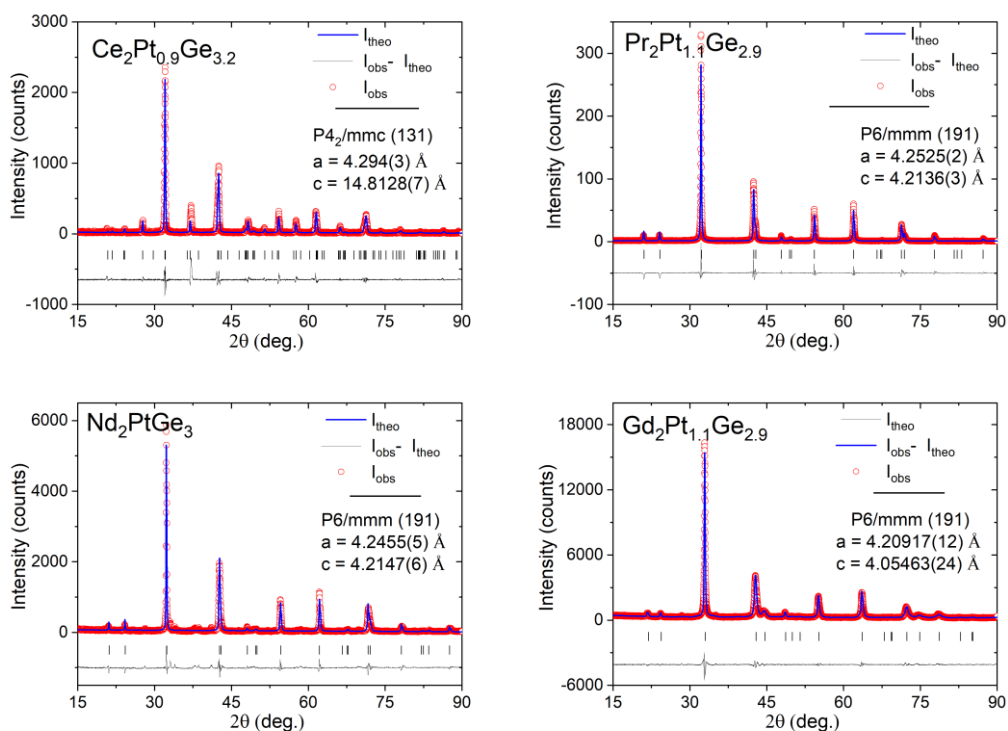 Ce2Pt0.9Ge3.2
Itheo
Iobs- Itheo
Iobs
P42/mmc (131)
a = 4.294(3) Å
c = 14.8128(7) Å
3000
2000
1000
0
-1000
Intensity (counts)
15 30 45 60 75 90
2θ (deg.)
Pr2Pt1.1Ge2.9
Itheo
Iobs- Itheo
Iobs
P6/mmm (191)
a = 4.2525(2) Å
c = 4.2136(3) Å
300
200
100
0
-100
Intensity (counts)
15 30 45 60 75 90
2θ (deg.)
Nd2PtGe3
Itheo
Iobs- Itheo
Iobs
P6/mmm (191)
a = 4.2455(5) Å
c = 4.2147(6) Å
6000
4000
2000
0
Intensity (counts)
15 30 45 60 75 90
2θ (deg.)
Gd2Pt1.1Ge2.9
Itheo
Iobs- Itheo
Iobs
P6/mmm (191)
a = 4.20917(12) Å
c = 4.05463(24) Å
18000
12000
6000
0
-6000
Intensity (counts)
15 30 45 60 75 90
2θ (deg.)